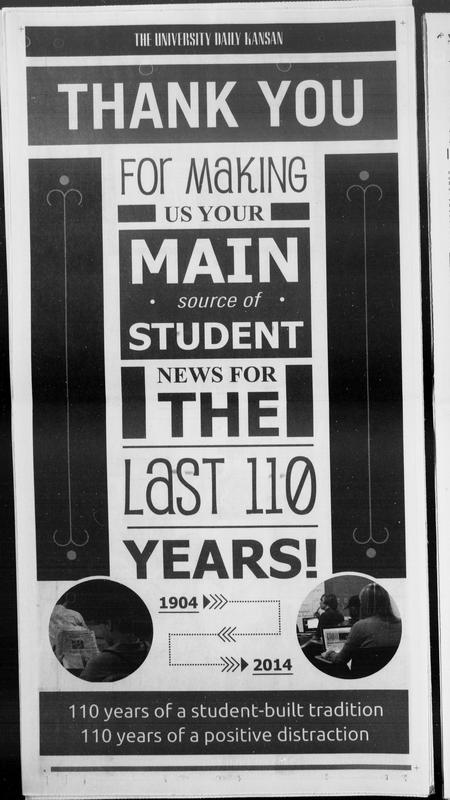 THE UNIVERSITY DAILY KANSAN
THANK YOU
For Making
US YOUR
MAIN
• source of •
STUDENT
NEWS FOR
THE
Last 110
YEARS!
1904
2014
110 years of a student-built tradition
110 years of a positive distraction